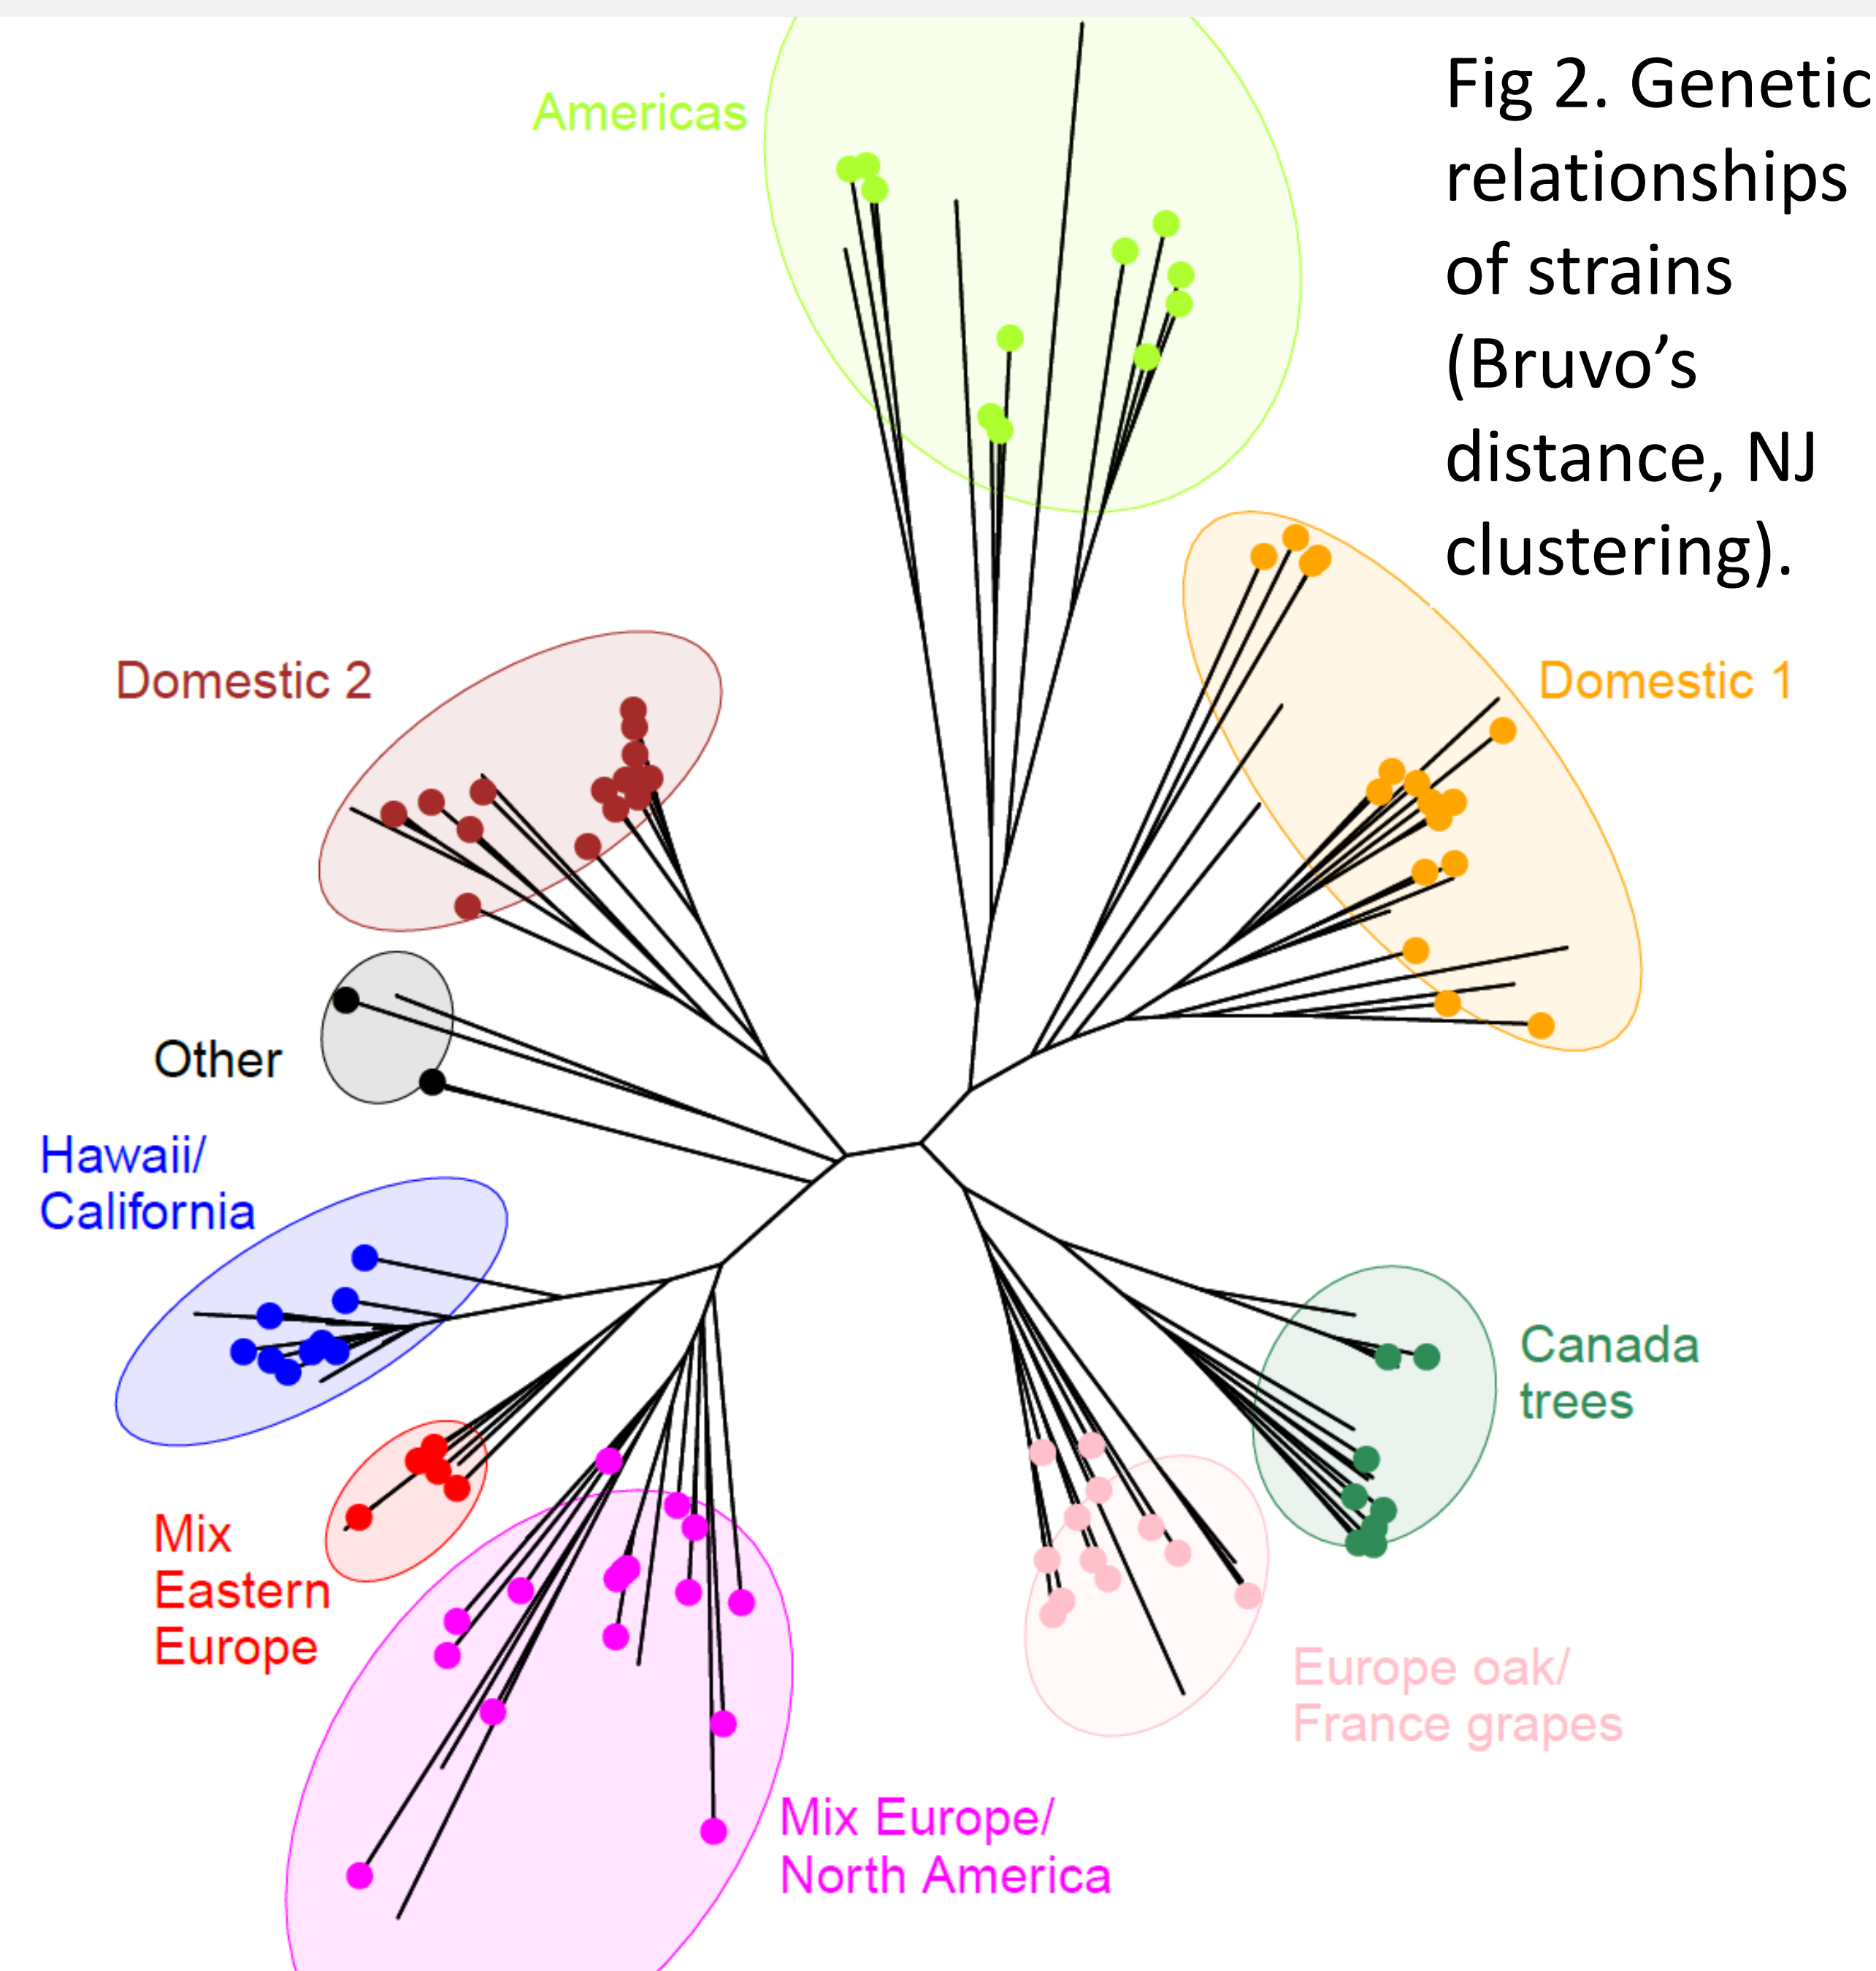 Fig 2. Genetic
relationships
of strains
(Bruvo’s
distance, NJ
clustering).
Americas
Domestic 2
Domestic 1
Other
Hawaii/
California
Canada
trees
Mix
Eastern
Europe
Europe oak/
France grapes
Mix Europe/
North America